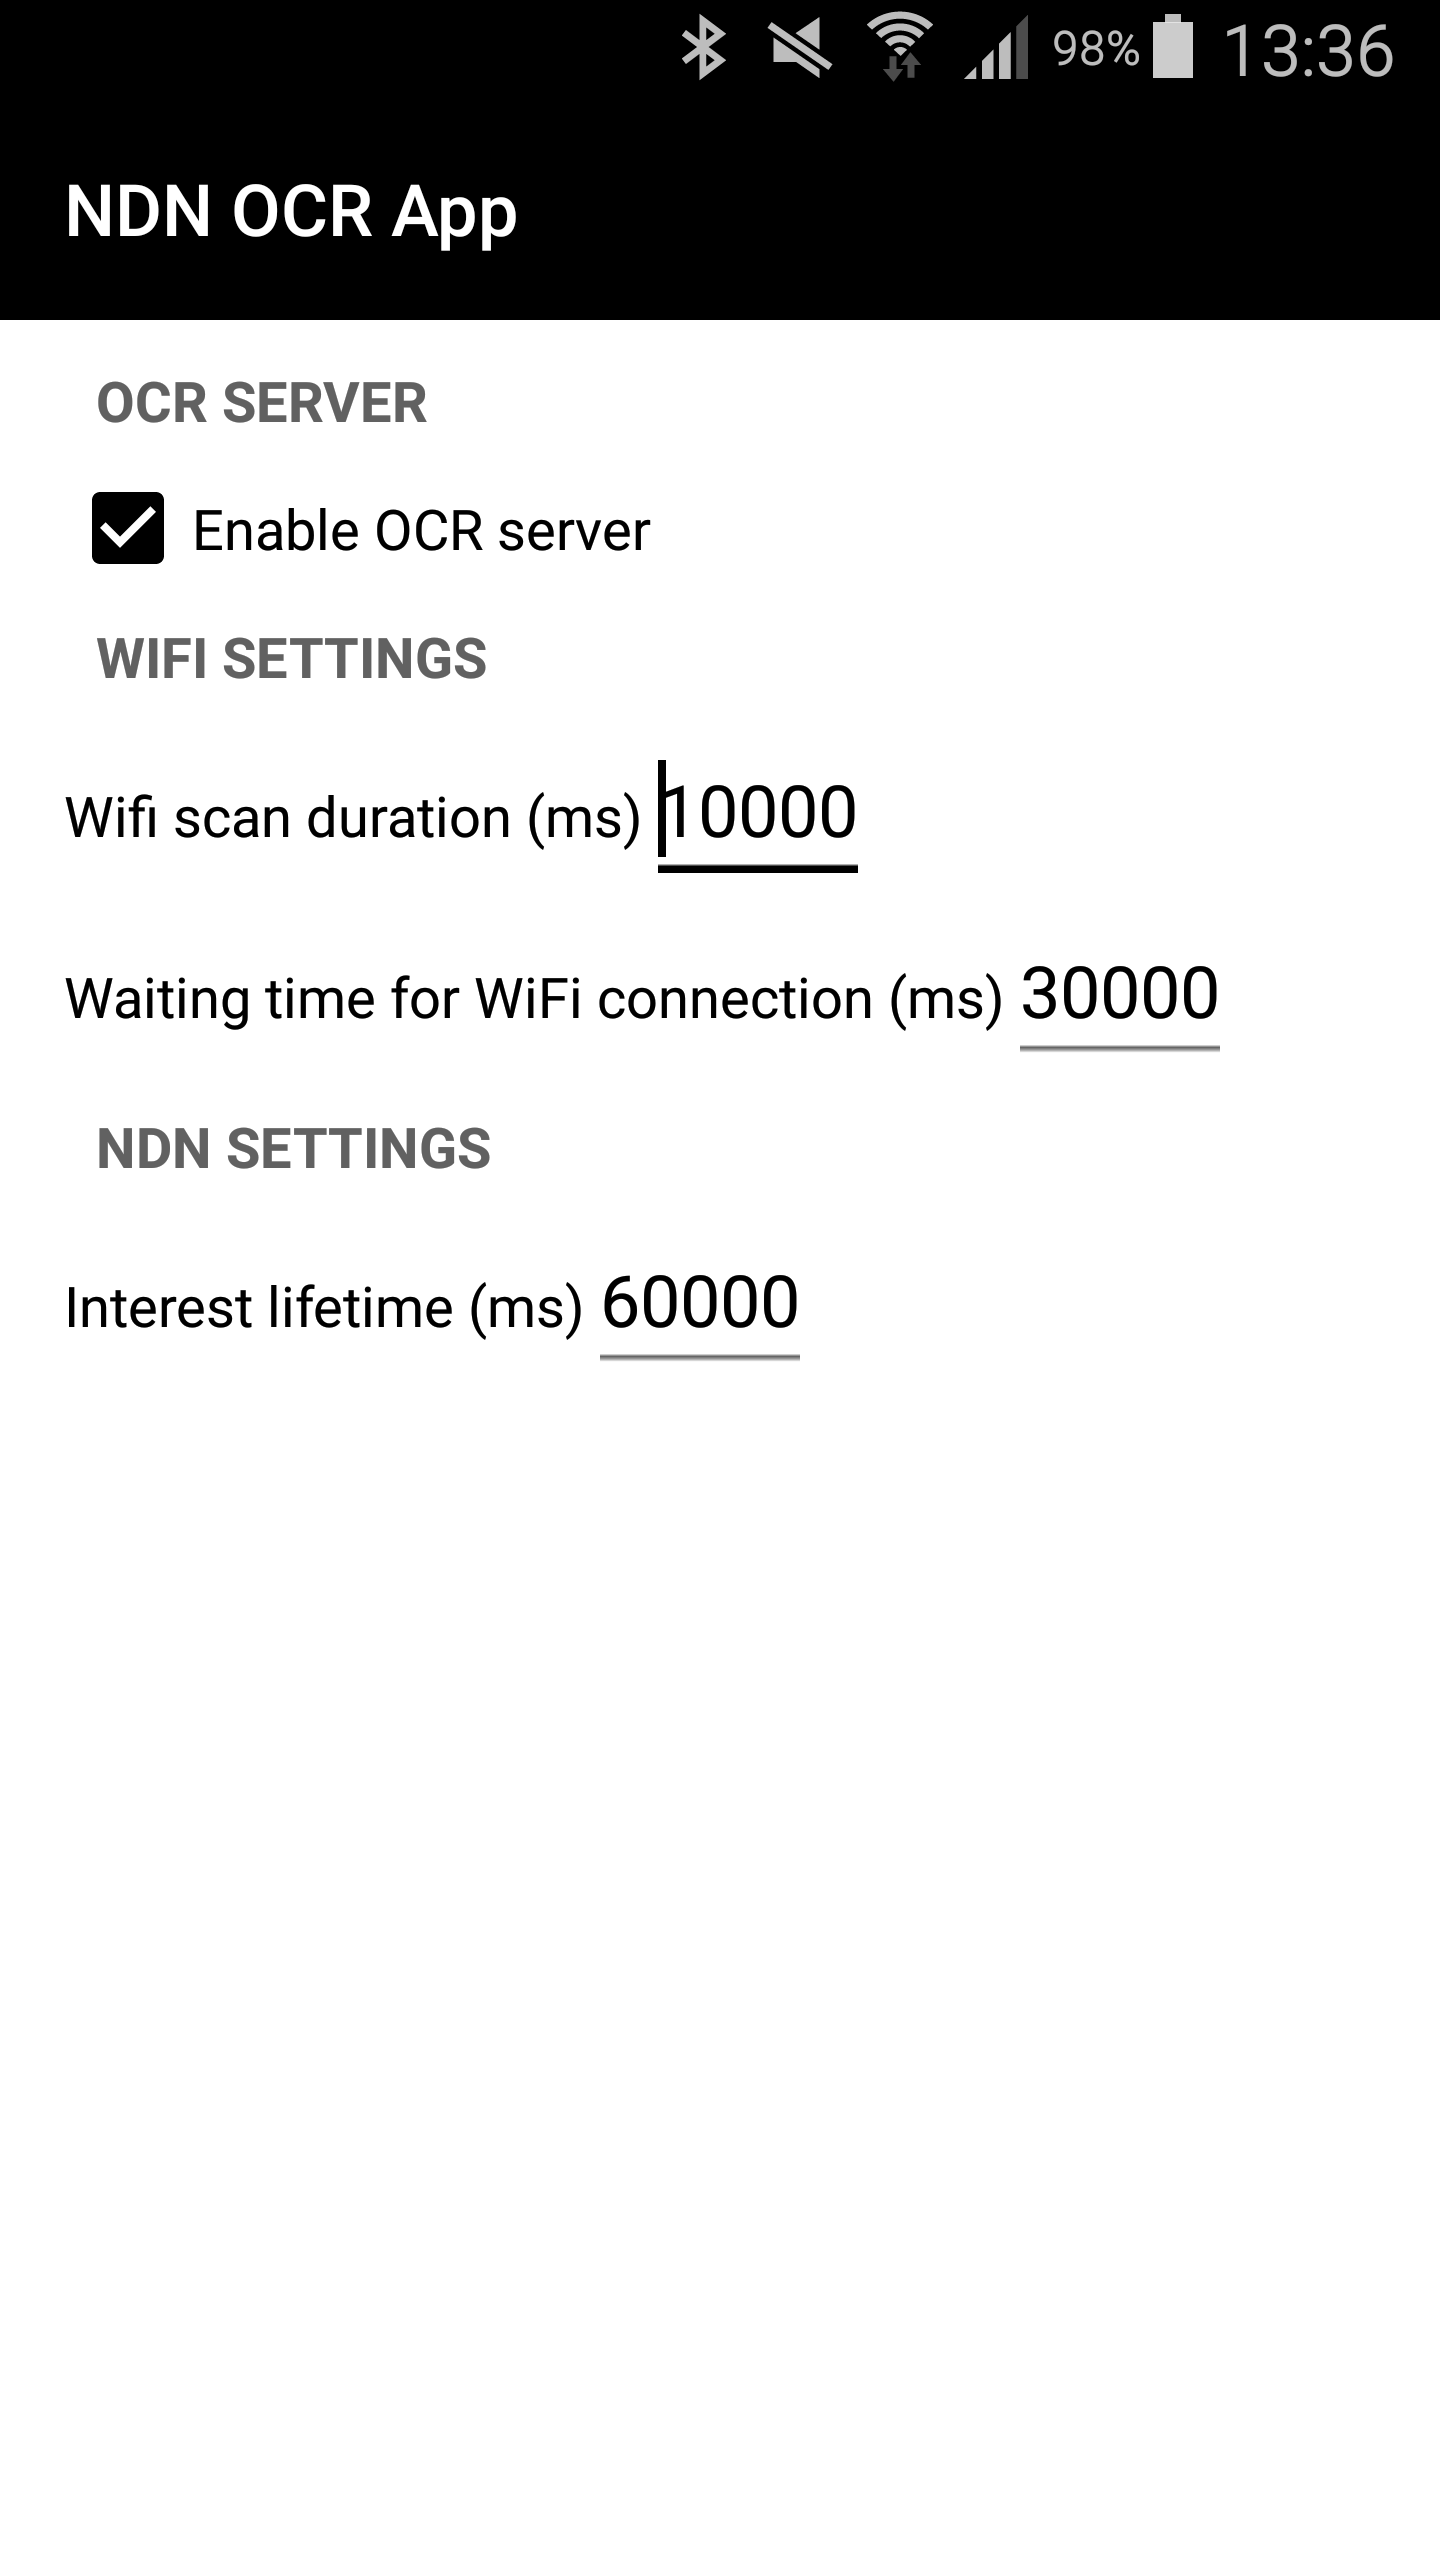 98% 13:36
NDN OCR App
OCR SERVER
Enable OCR server
WIFI SETTINGS
Wifi scan duration (ms) 10000
Waiting time for WiFi connection (ms) 30000
NDN SETTINGS
Interest lifetime (ms) 60000